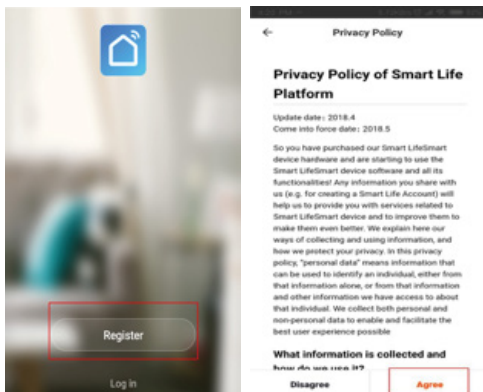 Register
Log in
Privacy Policy
Privacy Policy of Smart Life
Platform
Update date: 2018.4
Come into force date: 2018.5
So you have purchased our Smart LifeSmart
device hardware and are starting to use the
Smart LifeSmart device software and all its
functionalities! Any information you share with
us (e.g. for creating a Smart Life Account) will
help us to provide you with services related to
Smart LifeSmart device and to improve them to
make them even better. We explain here our
ways of collecting and using information, and
how we protect your privacy. In this privacy
policy, "personal data" means information that
can be used to identify an individual, either from
that information alone, or from that information
and other information we have access to about
that individual. We collect both personal and
non-personal data to enable and facilitate the
best user experience possible
What information is collected and
how do we use it?
Disagree
Agree